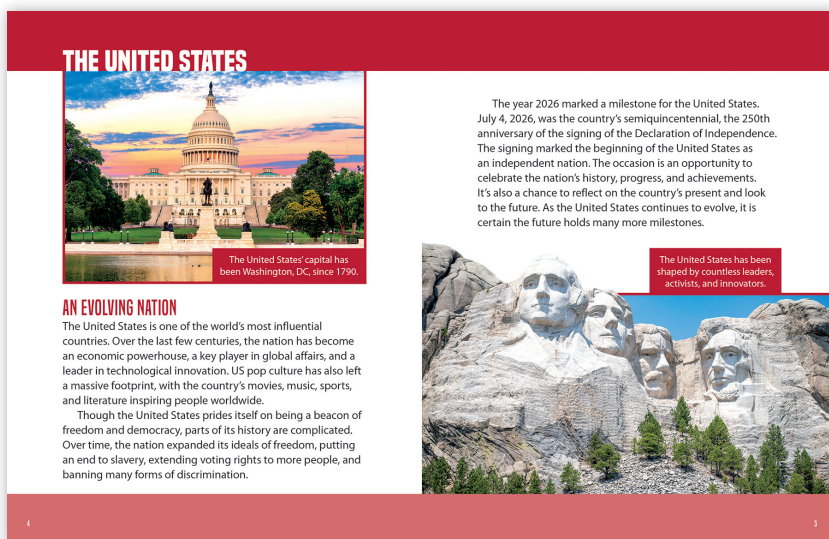 THE UNITED STATES
The United States' capital has
been Washington, DC, since 1790.
AN EVOLVING NATION
The United States is one of the world's most influential
countries. Over the last few centuries, the nation has become
an economic powerhouse, a key player in global affairs, and a
leader in technological innovation. US pop culture has also left
a massive footprint, with the country's movies, music, sports,
and literature inspiring people worldwide.
Though the United States prides itself on being a beacon of
freedom and democracy, parts of its history are complicated.
Over time, the nation expanded its ideals of freedom, putting
an end to slavery, extending voting rights to more people, and
banning many forms of discrimination.
4
The year 2026 marked a milestone for the United States.
July 4, 2026, was the country's semiquincentennial, the 250th
anniversary of the signing of the Declaration of Independence.
The signing marked the beginning of the United States as
an independent nation. The occasion is an opportunity to
celebrate the nation's history, progress, and achievements.
It's also a chance to reflect on the country's present and look
to the future. As the United States continues to evolve, it is
certain the future holds many more milestones.
The United States has been
shaped by countless leaders,
activists, and innovators.
5